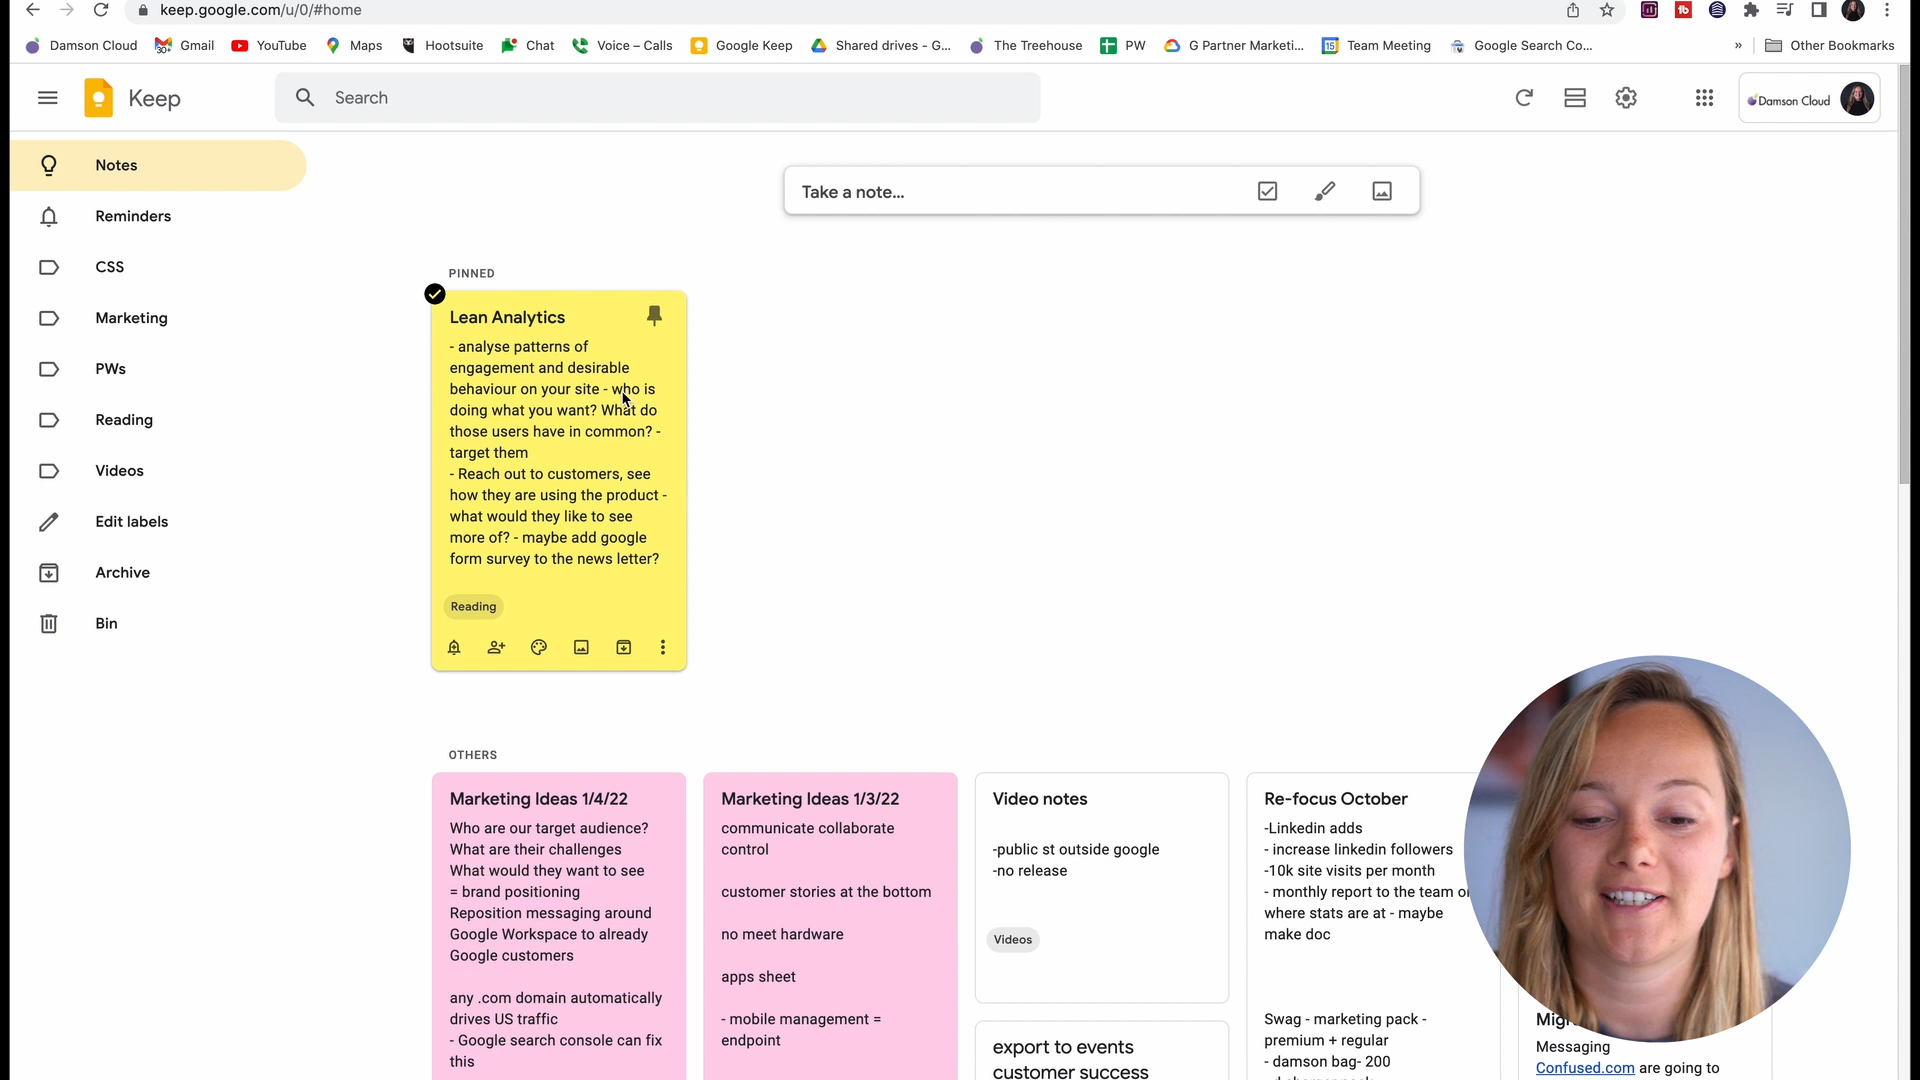 keep.google.com/u/0/#home
Damson Cloud
Gmail
YouTube
Maps
Hootsuite
Chat
Voice – Calls
Google Keep
Shared drives - G...
The Treehouse
PW
G Partner Marketi...
Team Meeting
Google Search Co...
»
Other Bookmarks
Keep
Search
Damson Cloud
Notes
Reminders
CSS
Marketing
PWs
Reading
Videos
Edit labels
Archive
Bin
Take a note...
PINNED
Lean Analytics
- analyse patterns of
engagement and desirable
behaviour on your site - who is
doing what you want? What do
those users have in common? -
target them
- Reach out to customers, see
how they are using the product -
what would they like to see
more of? - maybe add google
form survey to the news letter?
Reading
OTHERS
Marketing Ideas 1/4/22
Who are our target audience?
What are their challenges
What would they want to see
= brand positioning
Reposition messaging around
Google Workspace to already
Google customers
any .com domain automatically
drives US traffic
- Google search console can fix
this
Marketing Ideas 1/3/22
communicate collaborate
control
customer stories at the bottom
no meet hardware
apps sheet
- mobile management =
endpoint
Video notes
-public st outside google
-no release
Videos
export to events
customer success
Re-focus October
-Linkedin adds
- increase linkedin followers
-10k site visits per month
- monthly report to the team
where stats are at - maybe
make doc
Swag - marketing pack -
premium + regular
- damson bag- 200
Messaging
Confused.com are going to